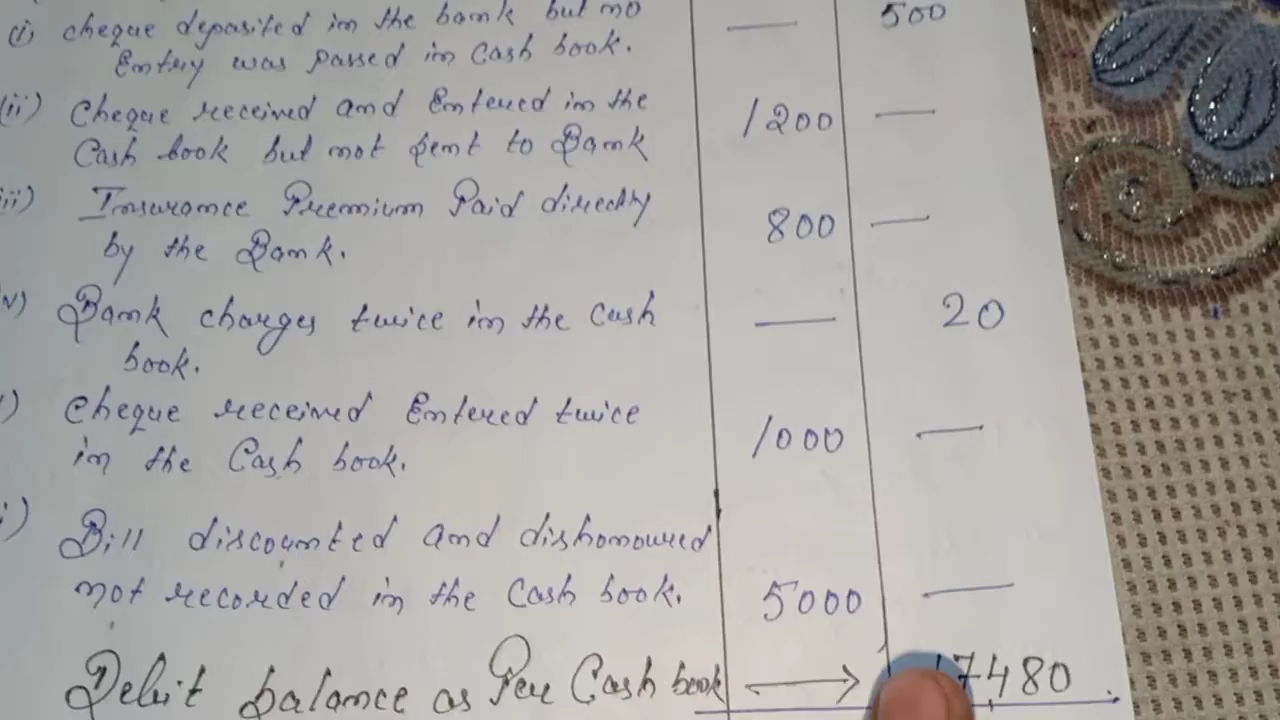 (i) cheque deposited in the bank but no — 500
Entry was passed in Cash book.
(ii) Cheque received and Entered in the 1200 —
Cash book but not sent to Bank
iii) Insurance Premium Paid directly 800 —
by the Bank.
v) Bank charges twice in the Cash — 20
book.
) cheque received Entered twice 1000 —
in the Cash book.
i) Bill discounted and dishonoured
not recorded in the Cash book. 5000 —
Debit balance as Per Cash book → 17,480